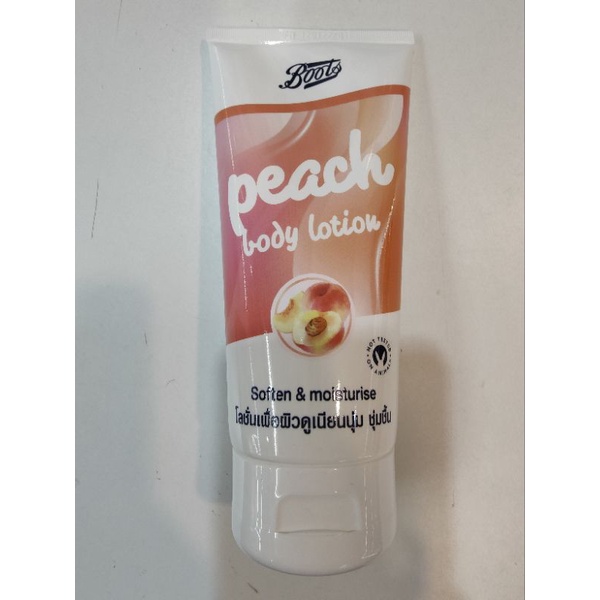 Boots
peach
body lotion
NOT TESTED ON ANIMALS
Soften & moisturise
โลชั่นเพื่อผิวดูเนียนนุ่ม ชุ่มชื้น